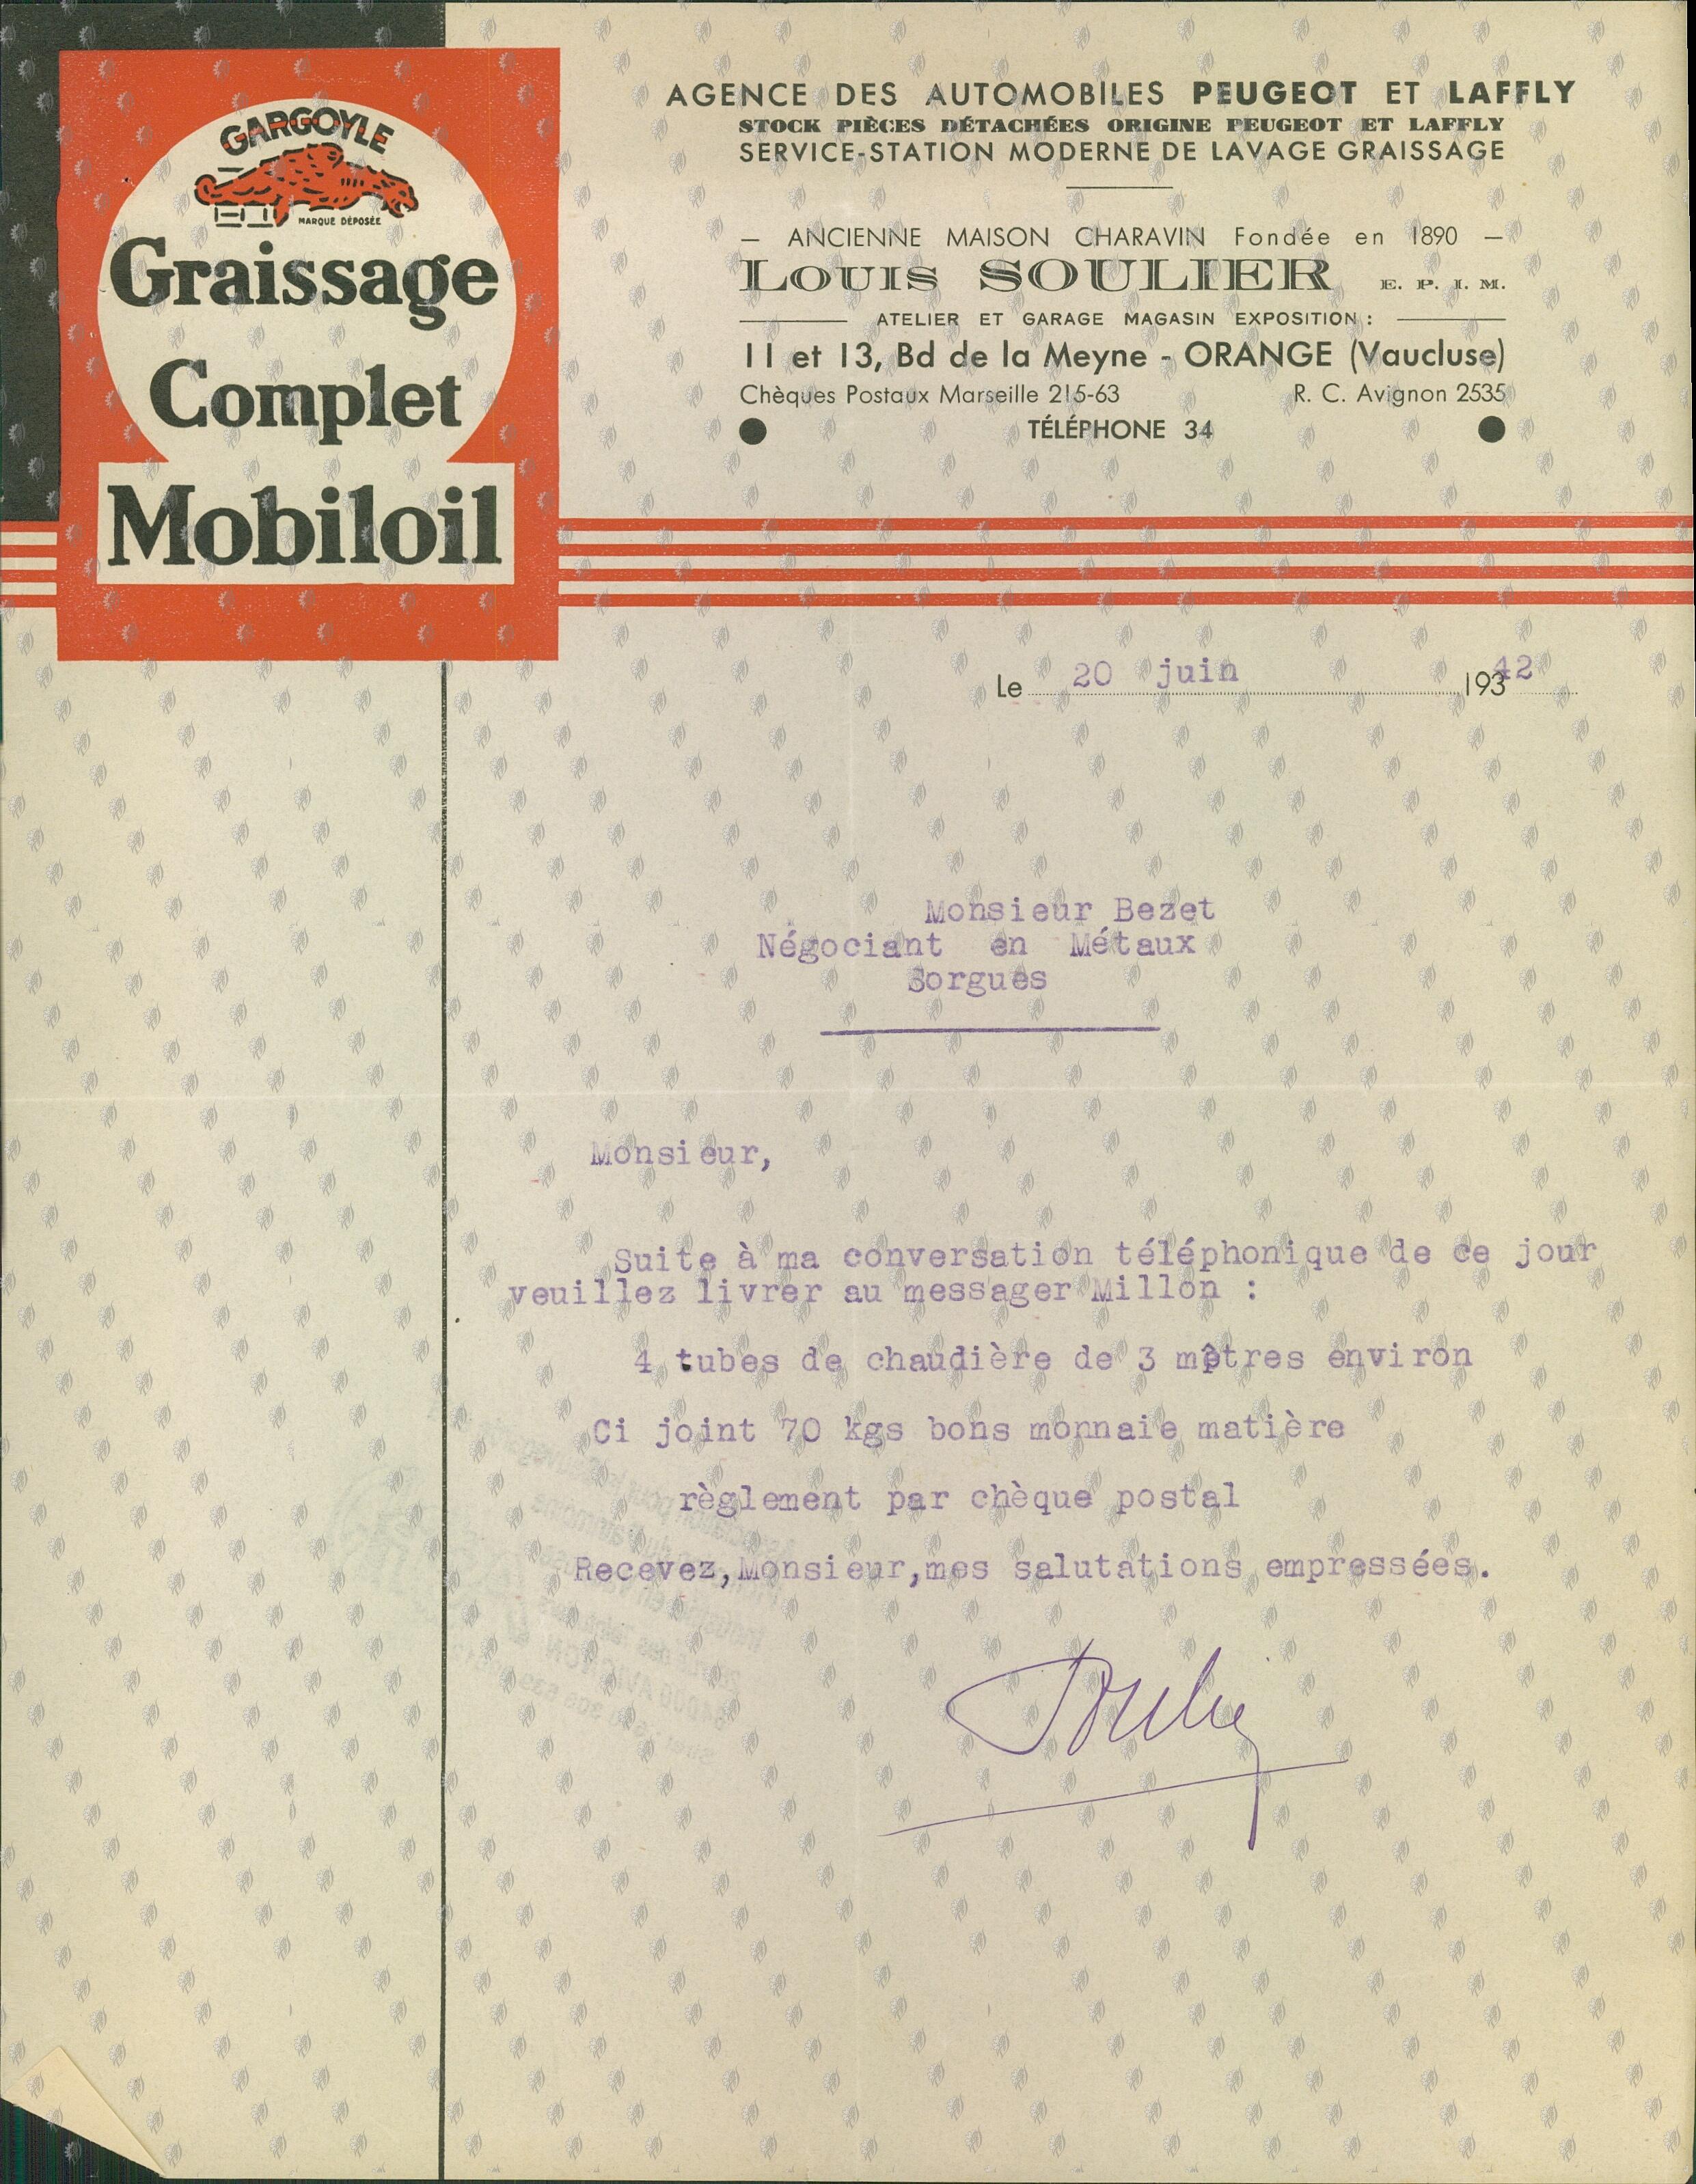 GARGOYLE
MARQUE DÉPOSÉE
Graissage
Complet
Mobiloil
AGENCE DES AUTOMOBILES PEUGEOT ET LAFFLY
STOCK PIÈCES DÉTACHÉES ORIGINE PEUGEOT ET LAFFLY
SERVICE-STATION MODERNE DE LAVAGE GRAISSAGE
— ANCIENNE MAISON CHARAVIN Fondée en 1890 —
LOUIS SOULIER E. P. I. M.
ATELIER ET GARAGE MAGASIN EXPOSITION :
11 et 13, Bd de la Meyne - ORANGE (Vaucluse)
Chèques Postaux Marseille 215-63 R. C. Avignon 2535
TÉLÉPHONE 34
Le 20 juin 19342
Monsieur Bezet
Négociant en Métaux
Sorgues
Monsieur,
Suite à ma conversation téléphonique de ce jour
veuillez livrer au messager Millon :
4 tubes de chaudière de 3 mètres environ
Ci joint 70 kgs bons monnaie matière
règlement par chèque postal
Recevez,Monsieur,mes salutations empressées.
Soulier